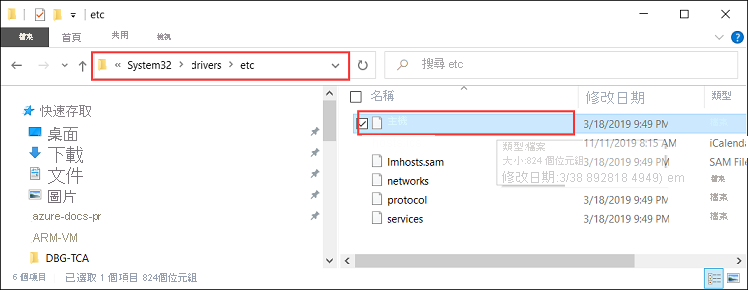 etc
檔案 首頁 共用 檢視
« System32 drivers etc 搜尋 etc
名稱 修改日期 類型
快速存取
桌面
下載
文件
圖片
azure-docs-pr
ARM-VM
DBG-TCA
主機 3/18/2019 9:49 PM 檔案
11/11/2019 8:15 AM iCalenda
lmhosts.sam 3/18/2019 9:49 PM SAM File
networks 3/18/2019 9:49 PM 檔案
protocol 3/18/2019 9:49 PM 檔案
services 3/18/2019 9:49 PM 檔案
類型:檔案
大小:824 個位元組
修改日期:3/38 892818 4949) em
6 個項目 已選取 1 個項目 824個位元組